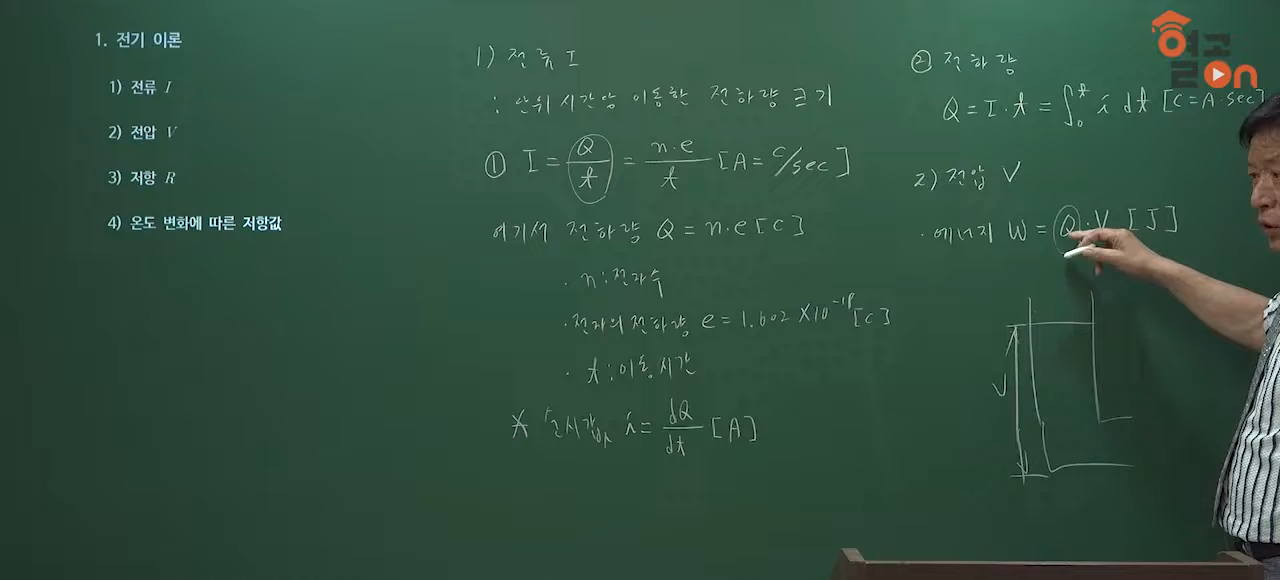 1. 전기 이론
1) 전류 I
2) 전압 V
3) 저항 R
4) 온도 변화에 따른 저항값
1) 전류 I
: 단위시간당 이동한 전하량 크기
① I = Q/t = n·e/t [A = C/sec]
여기서 전하량 Q = n·e [C]
· n : 전자수
· 전자의 전하량 e = 1.602 × 10⁻¹⁹ [C]
· t : 이동시간
* 순시값 i = dQ/dt [A]
② 전하량
Q = I·t = ∫₀ᵗ i dt [C = A·sec]
2) 전압 V
· 에너지 W = Q·V [J]
V
열공
ON